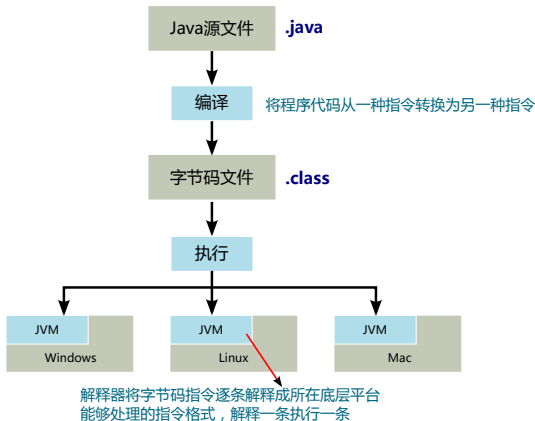 Java源文件 .java
编译 将程序代码从一种指令转换为另一种指令
字节码文件 .class
执行
JVM JVM JVM
Windows Linux Mac
解释器将字节码指令逐条解释成所在底层平台
能够处理的指令格式，解释一条执行一条